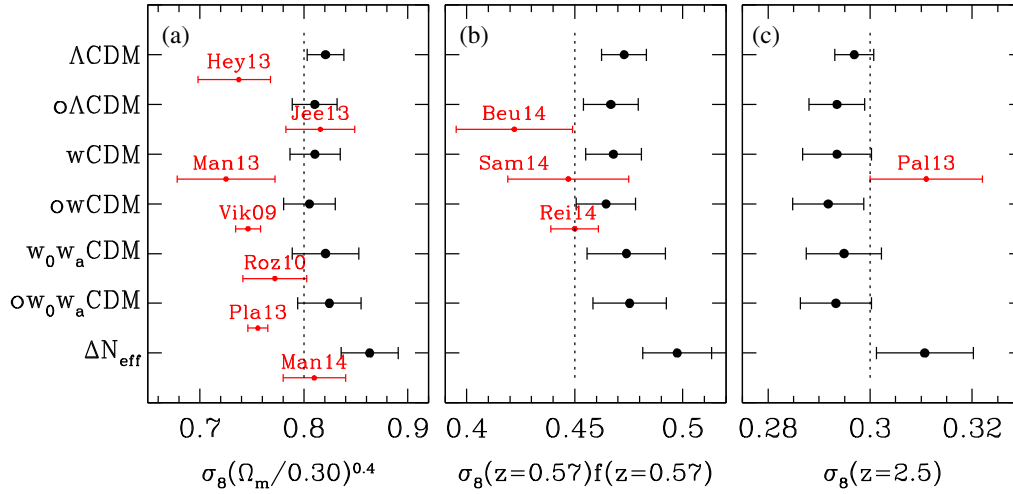 (a)
(b)
(c)
ΛCDM
oΛCDM
wCDM
owCDM
w₀wₐCDM
ow₀wₐCDM
ΔN_eff
Hey13
Jee13
Man13
Vik09
Roz10
Pla13
Man14
Beu14
Sam14
Rei14
Pal13
0.7 0.8 0.9
0.4 0.45 0.5
0.28 0.3 0.32
σ₈(Ωₘ/0.30)^0.4
σ₈(z=0.57)f(z=0.57)
σ₈(z=2.5)